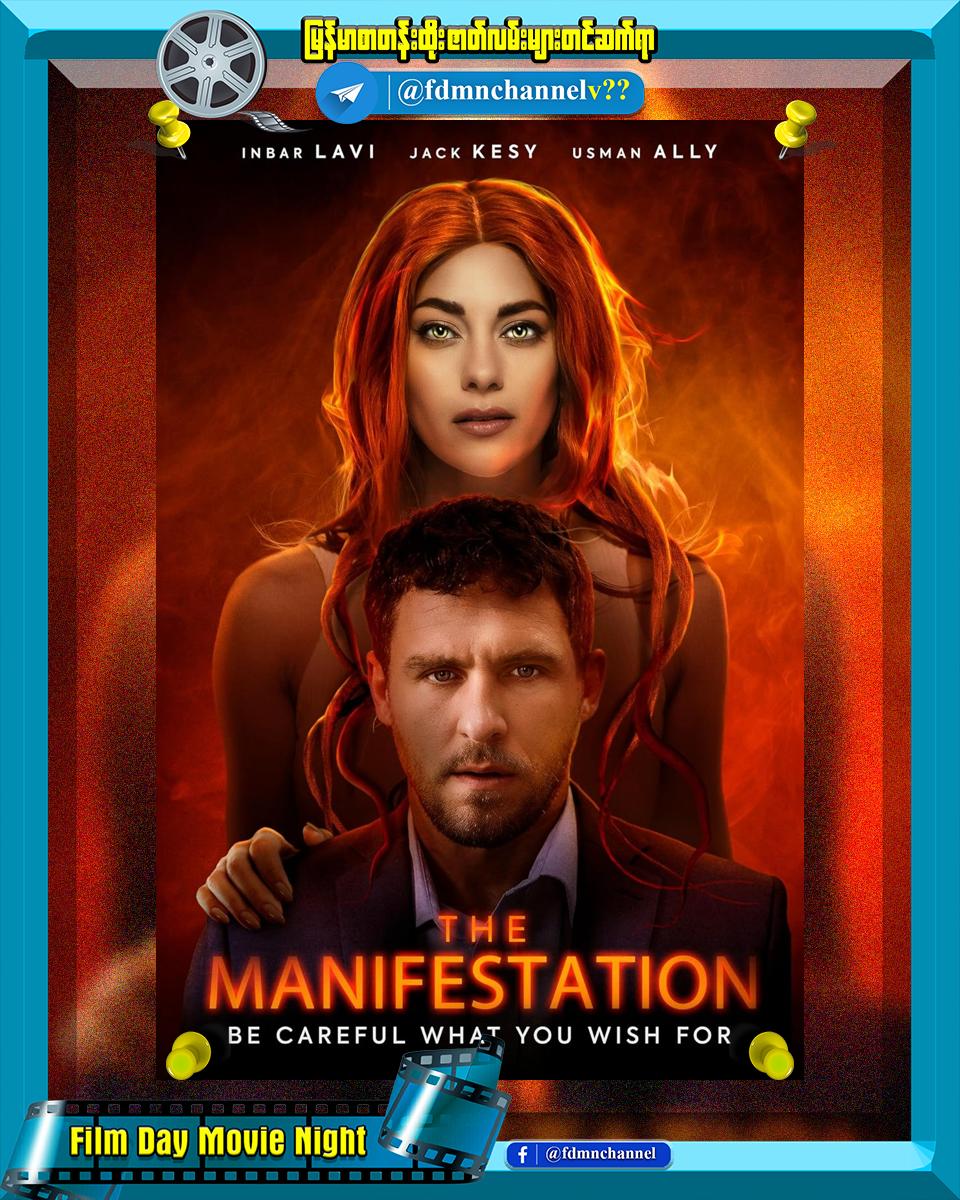 မြန်မာစာတန်းထိုးဇာတ်လမ်းများတင်ဆက်ရာ
@fdmnchannelv??
INBAR LAVI JACK KESY USMAN ALLY
THE
MANIFESTATION
BE CAREFUL WHAT YOU WISH FOR
Film Day Movie Night
f @fdmnchannel